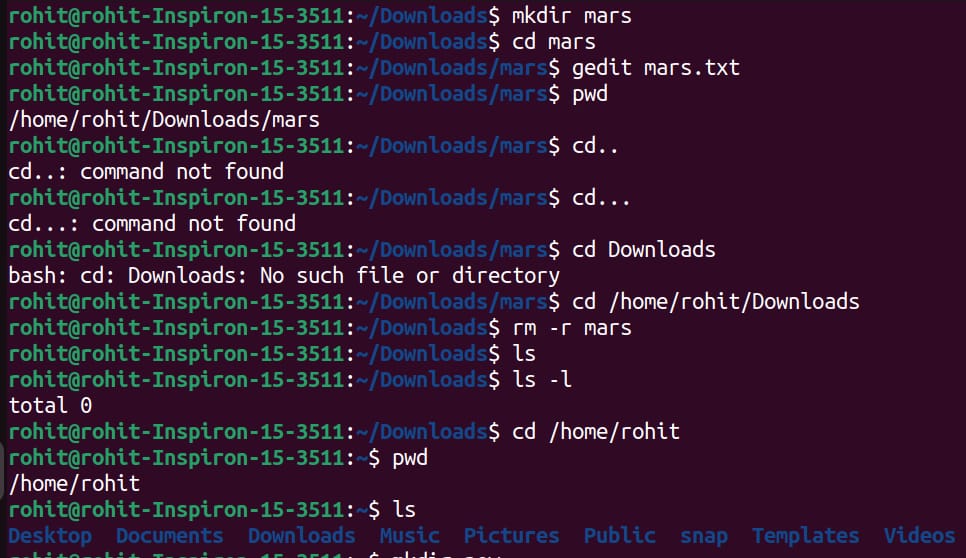 rohit@rohit-Inspiron-15-3511:~/Downloads$ mkdir mars
rohit@rohit-Inspiron-15-3511:~/Downloads$ cd mars
rohit@rohit-Inspiron-15-3511:~/Downloads/mars$ gedit mars.txt
rohit@rohit-Inspiron-15-3511:~/Downloads/mars$ pwd
/home/rohit/Downloads/mars
rohit@rohit-Inspiron-15-3511:~/Downloads/mars$ cd..
cd..: command not found
rohit@rohit-Inspiron-15-3511:~/Downloads/mars$ cd...
cd...: command not found
rohit@rohit-Inspiron-15-3511:~/Downloads/mars$ cd Downloads
bash: cd: Downloads: No such file or directory
rohit@rohit-Inspiron-15-3511:~/Downloads/mars$ cd /home/rohit/Downloads
rohit@rohit-Inspiron-15-3511:~/Downloads$ rm -r mars
rohit@rohit-Inspiron-15-3511:~/Downloads$ ls
rohit@rohit-Inspiron-15-3511:~/Downloads$ ls -l
total 0
rohit@rohit-Inspiron-15-3511:~/Downloads$ cd /home/rohit
rohit@rohit-Inspiron-15-3511:~$ pwd
/home/rohit
rohit@rohit-Inspiron-15-3511:~$ ls
Desktop Documents Downloads Music Pictures Public snap Templates Videos